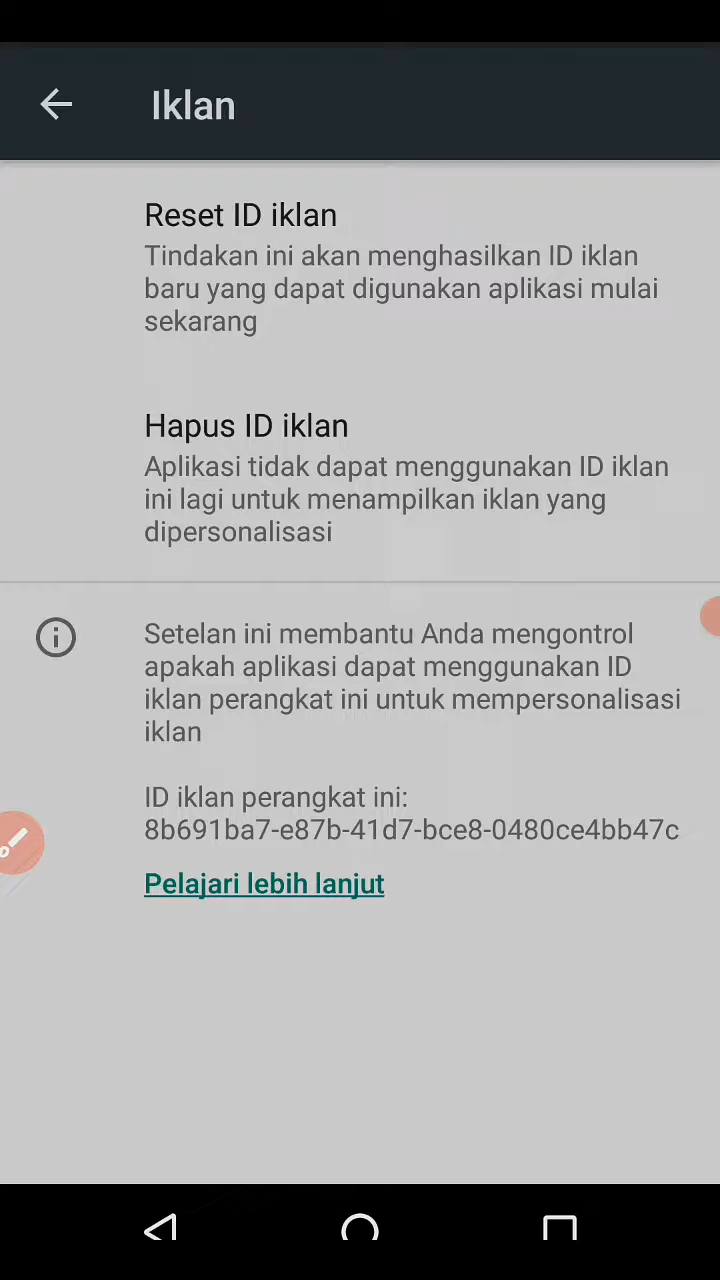 Iklan
Reset ID iklan
Tindakan ini akan menghasilkan ID iklan
baru yang dapat digunakan aplikasi mulai
sekarang
Hapus ID iklan
Aplikasi tidak dapat menggunakan ID iklan
ini lagi untuk menampilkan iklan yang
dipersonalisasi
Setelan ini membantu Anda mengontrol
apakah aplikasi dapat menggunakan ID
iklan perangkat ini untuk mempersonalisasi
iklan
ID iklan perangkat ini:
8b691ba7-e87b-41d7-bce8-0480ce4bb47c
Pelajari lebih lanjut